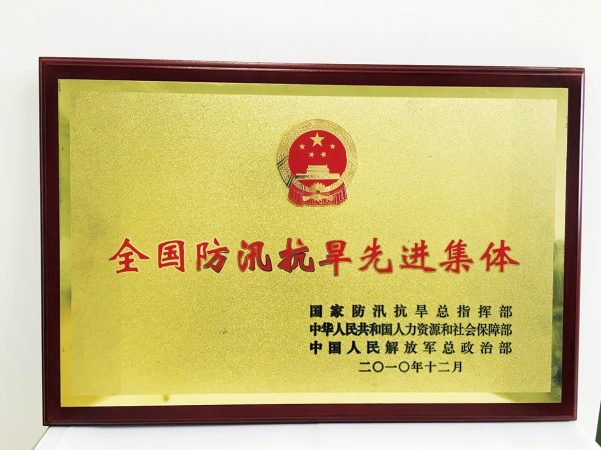 全国防汛抗旱先进集体
国家防汛抗旱总指挥部
中华人民共和国人力资源和社会保障部
中国人民解放军总政治部
二〇一〇年十二月